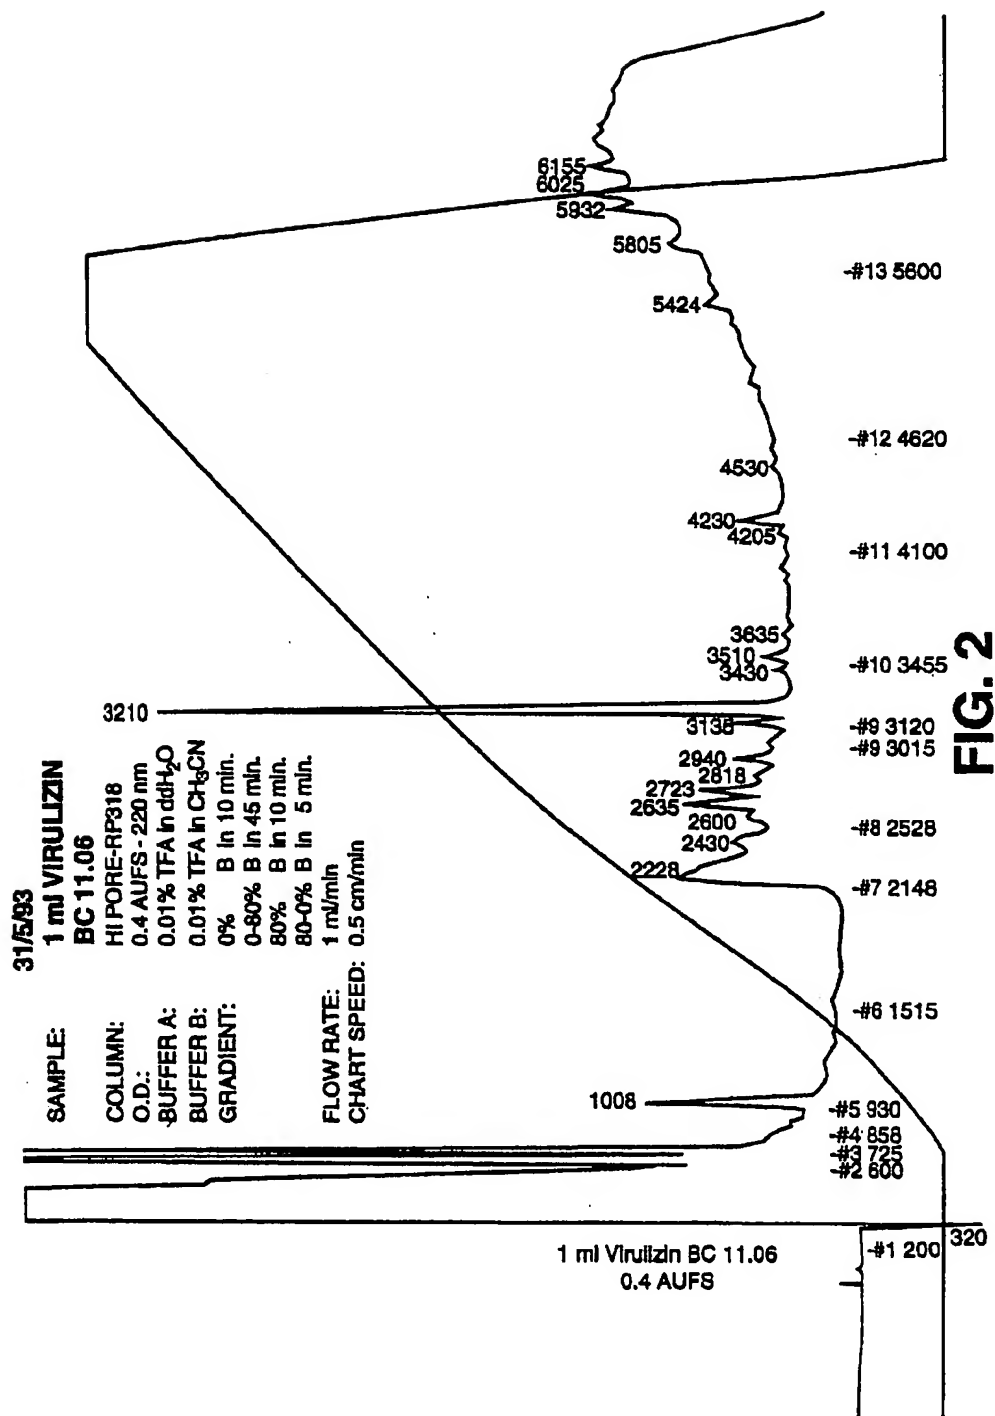 31/5/93
SAMPLE: 1 ml VIRULIZIN
BC 11.06
COLUMN: HI PORE-RP318
O.D.: 0.4 AUFS - 220 nm
BUFFER A: 0.01% TFA in ddH2O
BUFFER B: 0.01% TFA in CH3CN
GRADIENT: 0% B in 10 min.
0-80% B in 45 min.
80% B in 10 min.
80-0% B in 5 min.
FLOW RATE: 1 ml/min
CHART SPEED: 0.5 cm/min
6155
6025
5932
5805
5424
4530
4230
4205
3635
3510
3430
3210
3135
2940
2818
2723
2635
2600
2430
2228
1008
320
-#13 5600
-#12 4620
-#11 4100
-#10 3455
-#9 3120
-#9 3015
-#8 2528
-#7 2148
-#6 1515
-#5 930
-#4 858
-#3 725
-#2 600
-#1 200
1 ml Virulizin BC 11.06
0.4 AUFS
FIG. 2